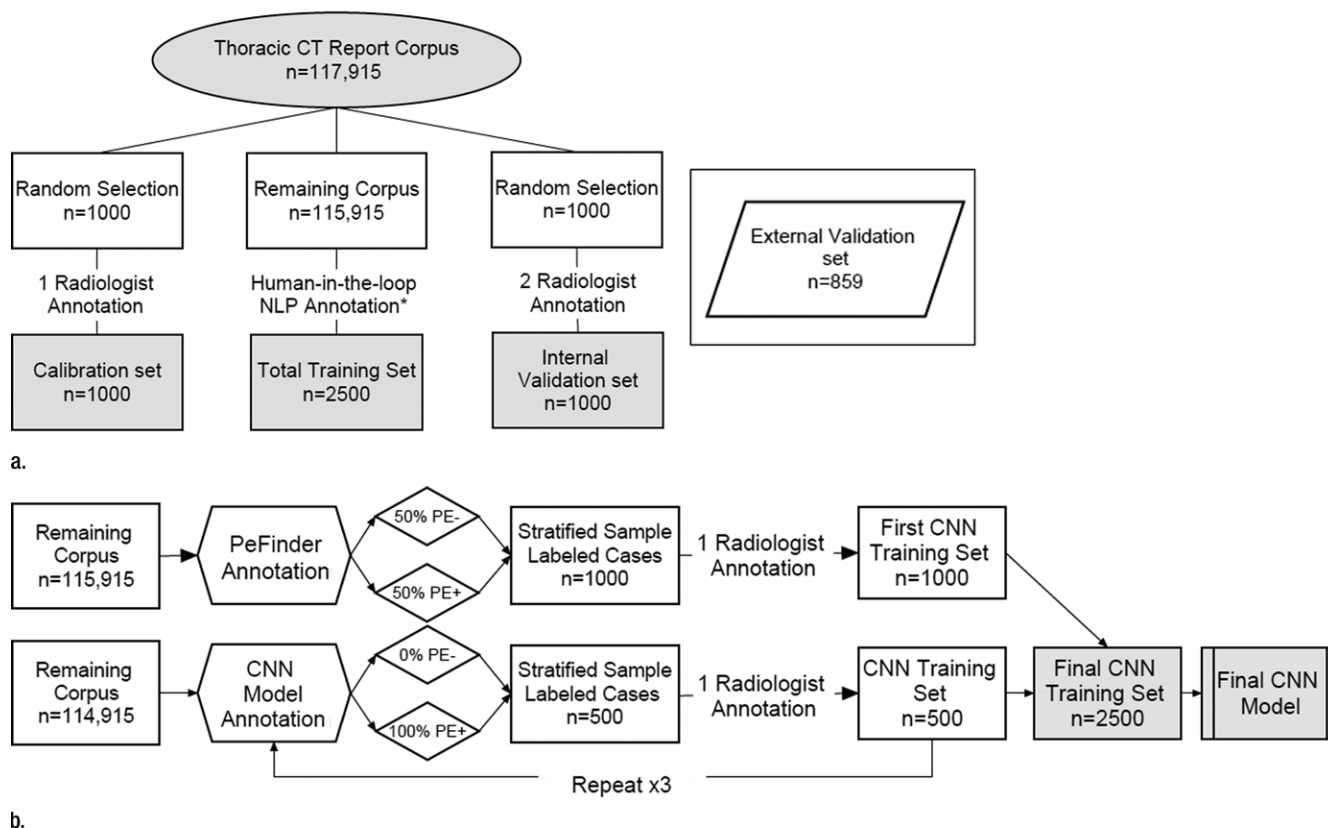 Thoracic CT Report Corpus
n=117,915
Random Selection
n=1000
Remaining Corpus
n=115,915
Random Selection
n=1000
External Validation
set
n=859
1 Radiologist
Annotation
Human-in-the-loop
NLP Annotation*
2 Radiologist
Annotation
Calibration set
n=1000
Total Training Set
n=2500
Internal
Validation set
n=1000
a.
Remaining
Corpus
n=115,915
PeFinder
Annotation
50% PE-
50% PE+
Stratified Sample
Labeled Cases
n=1000
1 Radiologist
Annotation
First CNN
Training Set
n=1000
Remaining
Corpus
n=114,915
CNN
Model
Annotation
0% PE-
100% PE+
Stratified Sample
Labeled Cases
n=500
1 Radiologist
Annotation
CNN Training
Set
n=500
Final CNN
Training Set
n=2500
Final CNN
Model
Repeat x3
b.